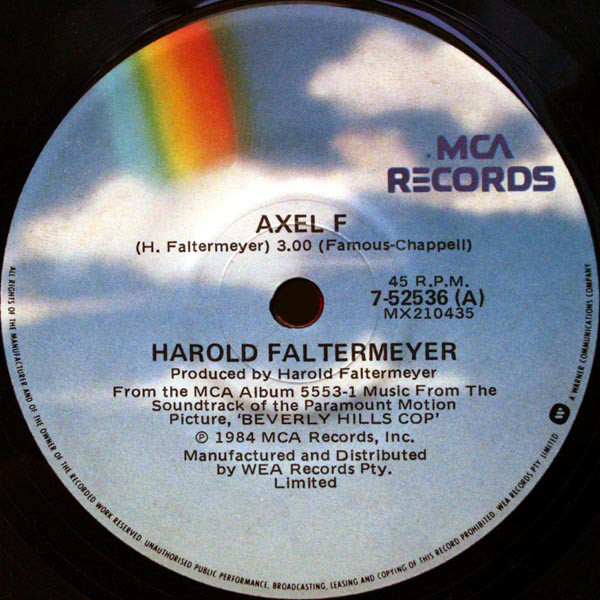 MCA
RECORDS
AXEL F
(H. Faltermeyer) 3.00 (Famous-Chappell)
45 R.P.M.
7-52536 (A)
MX210435
HAROLD FALTERMEYER
Produced by Harold Faltermeyer
From the MCA Album 5553-1 Music From The
Soundtrack of the Paramount Motion
Picture, 'BEVERLY HILLS COP'
℗ 1984 MCA Records, Inc.
Manufactured and Distributed
by WEA Records Pty.
Limited
ALL RIGHTS OF THE MANUFACTURER AND OF THE OWNER OF THE RECORDED WORK RESERVED. UNAUTHORISED PUBLIC PERFORMANCE, BROADCASTING, LEASING AND COPYING OF THIS RECORD PROHIBITED. WEA RECORDS PTY LIMITED
A WARNER COMMUNICATIONS COMPANY